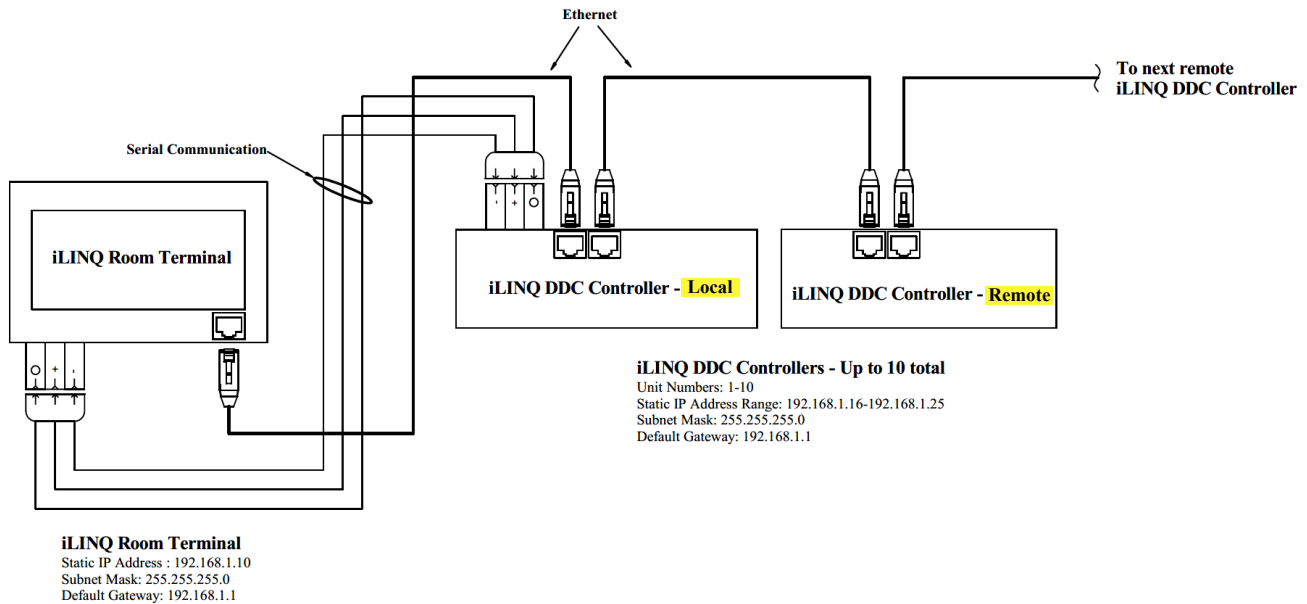 Ethernet
To next remote
iLINQ DDC Controller
Serial Communication
iLINQ Room Terminal
- + O
iLINQ DDC Controller - Local
iLINQ DDC Controller - Remote
O + -
iLINQ DDC Controllers - Up to 10 total
Unit Numbers: 1-10
Static IP Address Range: 192.168.1.16-192.168.1.25
Subnet Mask: 255.255.255.0
Default Gateway: 192.168.1.1
iLINQ Room Terminal
Static IP Address : 192.168.1.10
Subnet Mask: 255.255.255.0
Default Gateway: 192.168.1.1